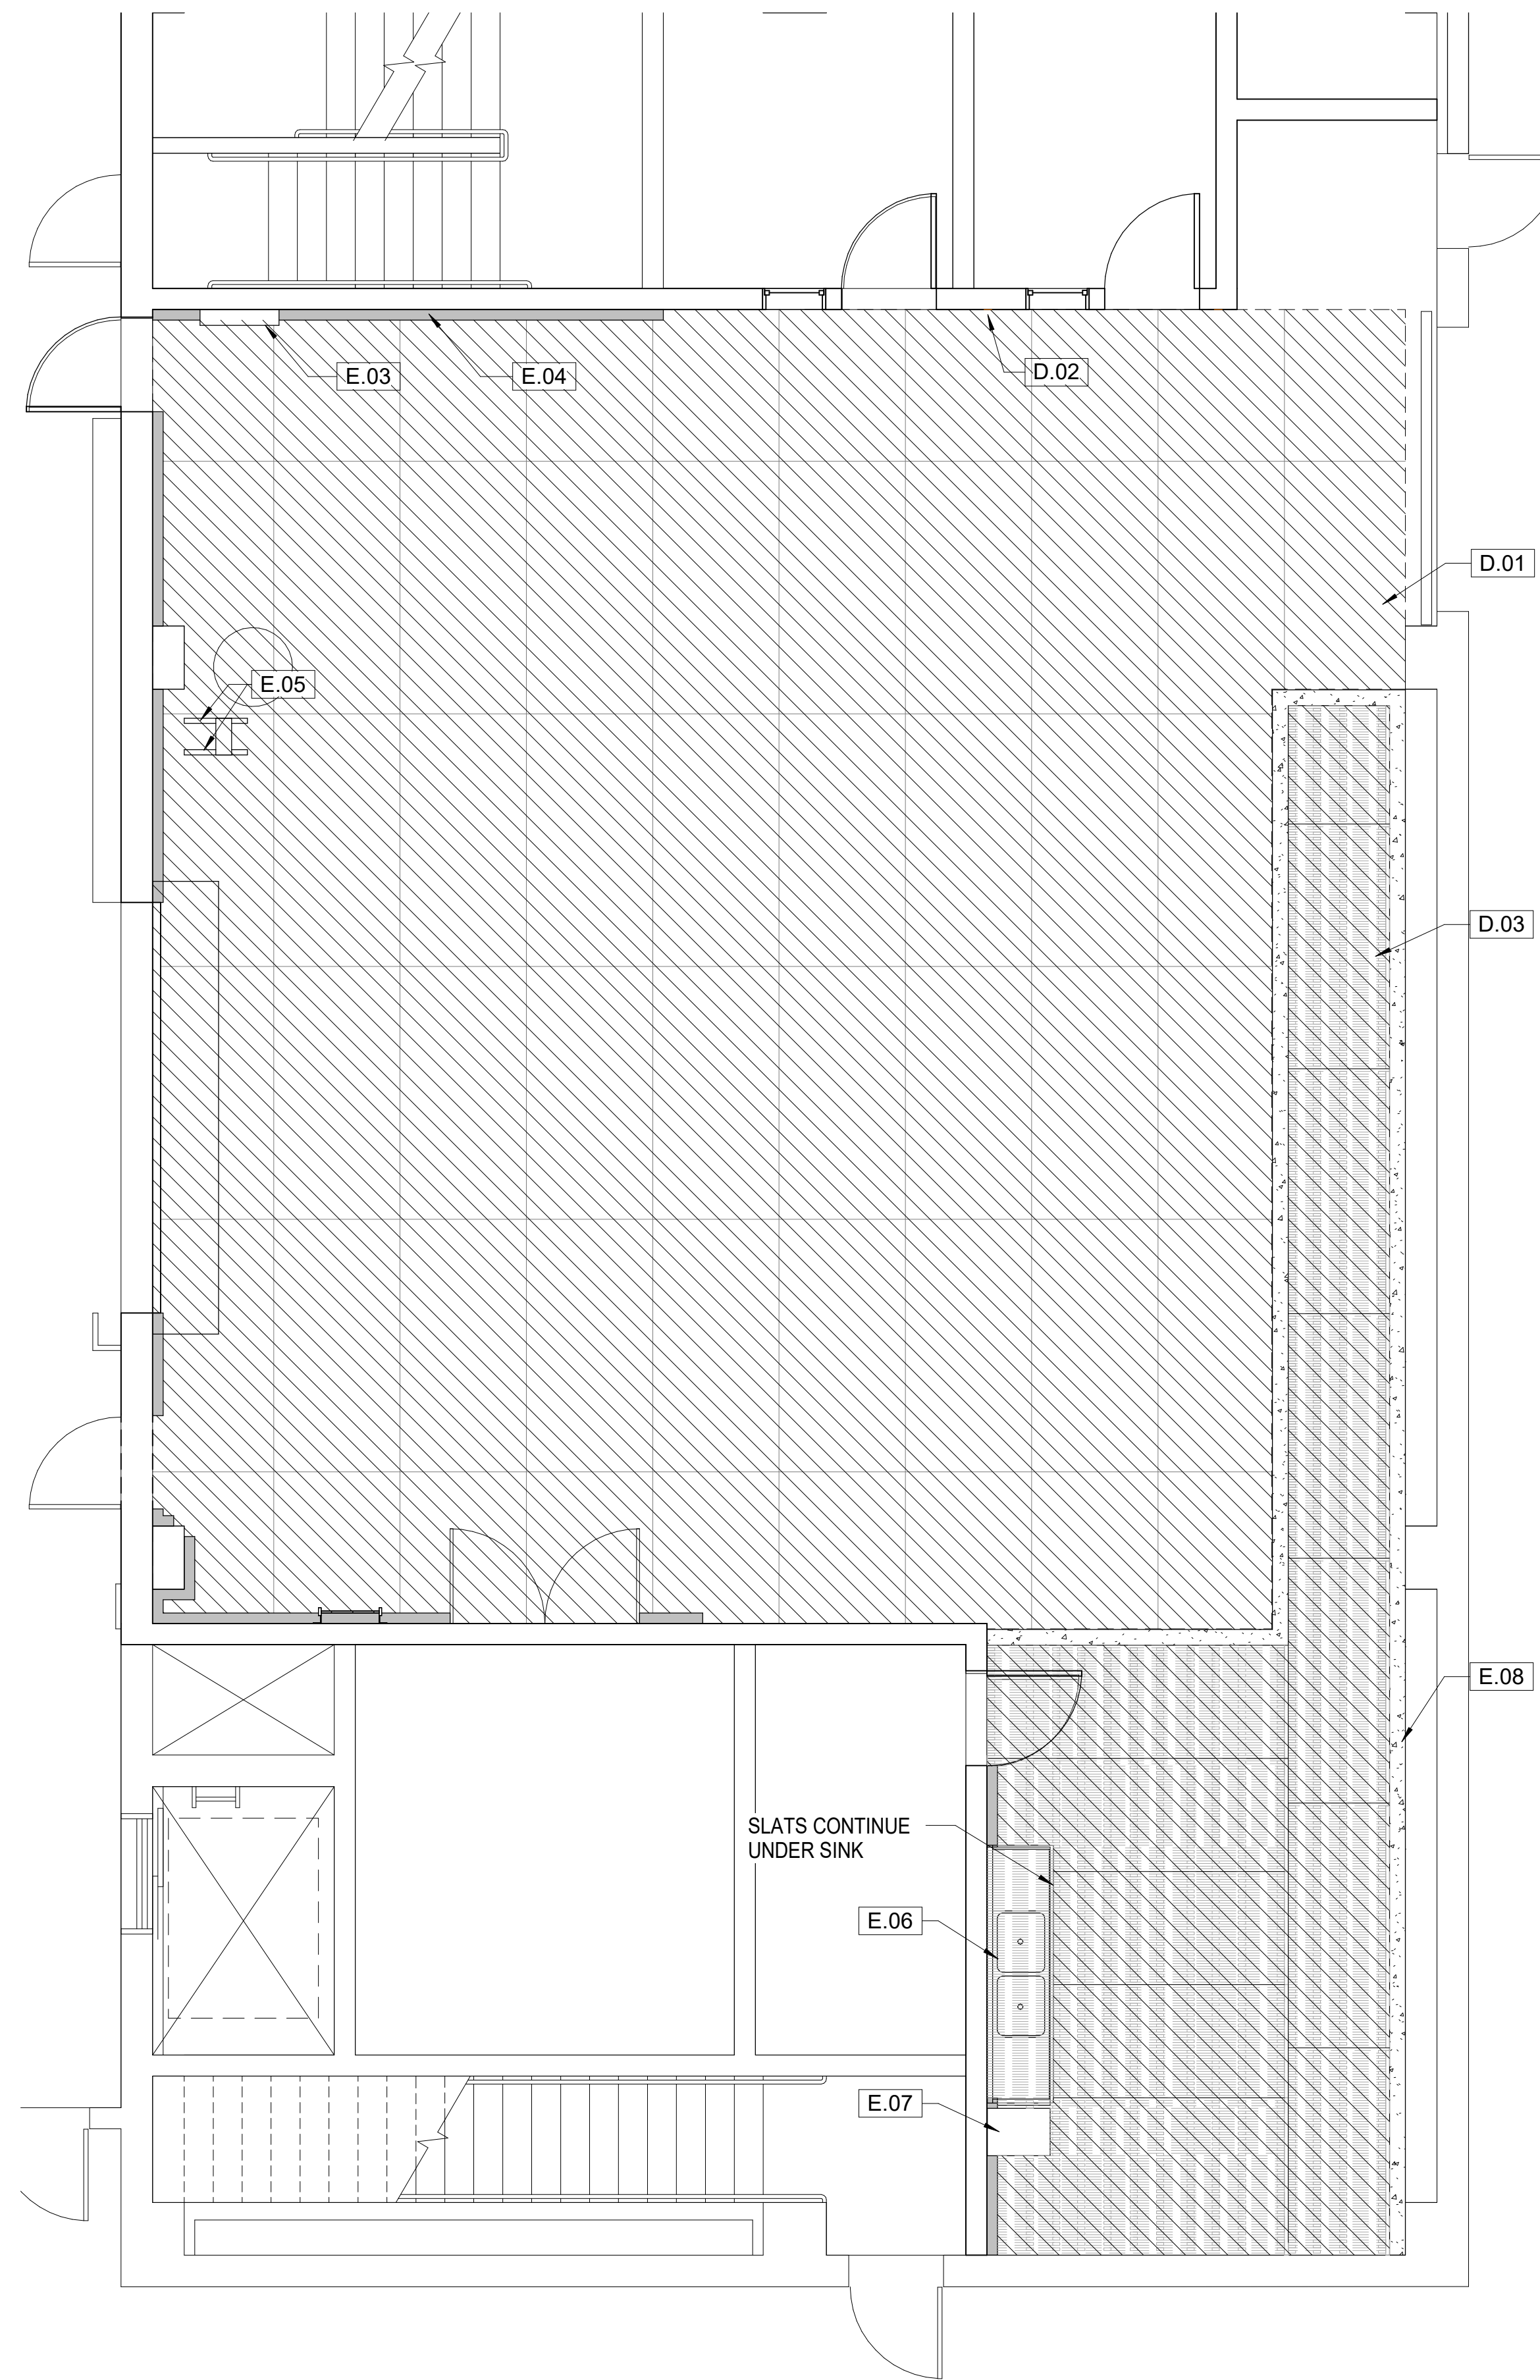 E.03
E.04
D.02
D.01
E.05
D.03
E.08
SLATS CONTINUE
UNDER SINK
E.06
E.07